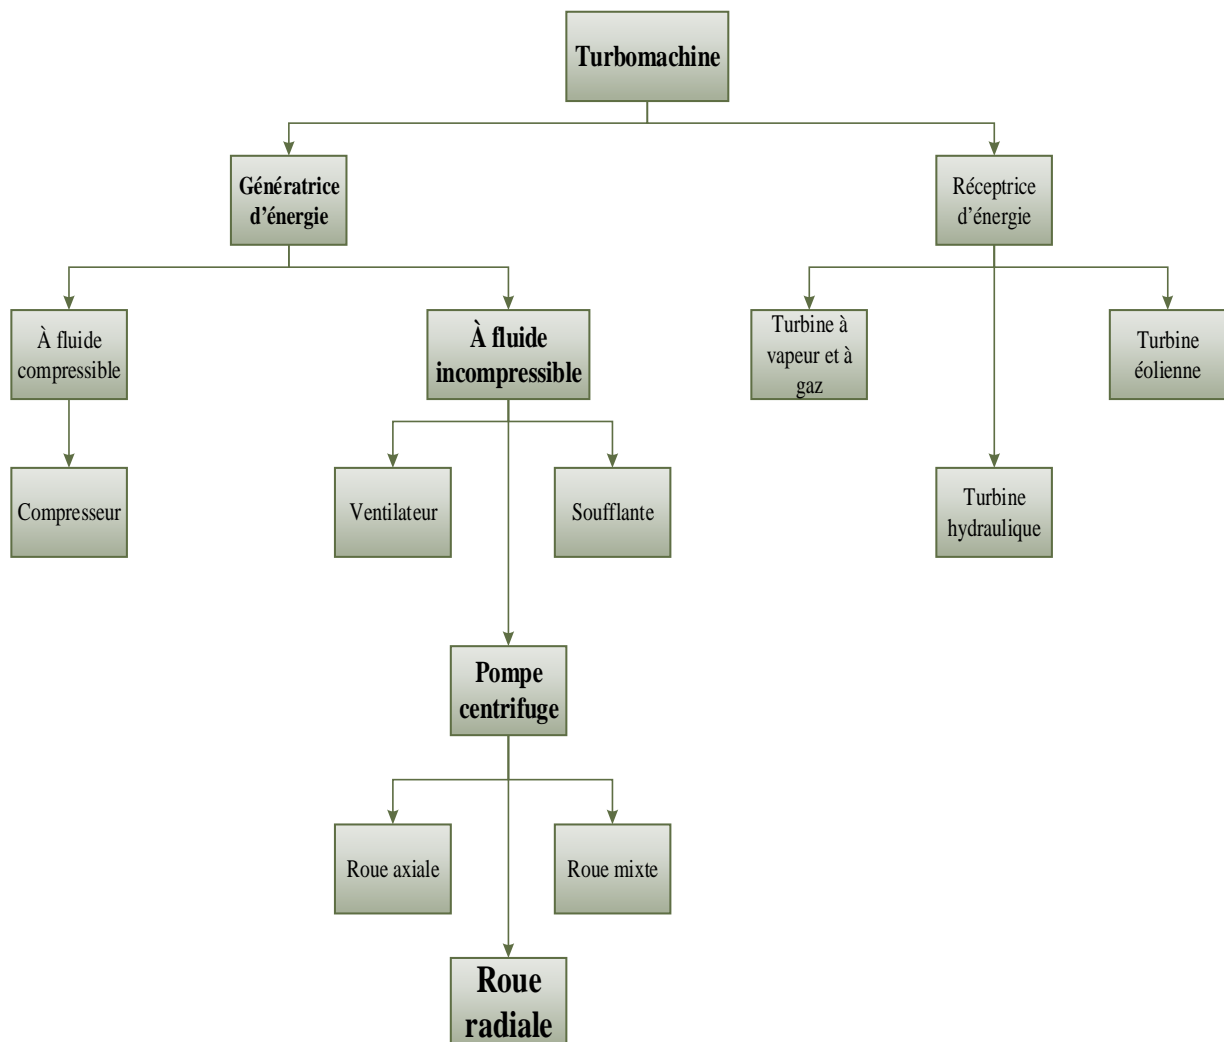 Turbomachine
Génératrice
d’énergie
Réceptrice
d’énergie
À fluide
compressible
À fluide
incompressible
Turbine à
vapeur et à
gaz
Turbine
éolienne
Compresseur
Ventilateur
Soufflante
Turbine
hydraulique
Pompe
centrifuge
Roue axiale
Roue mixte
Roue
radiale